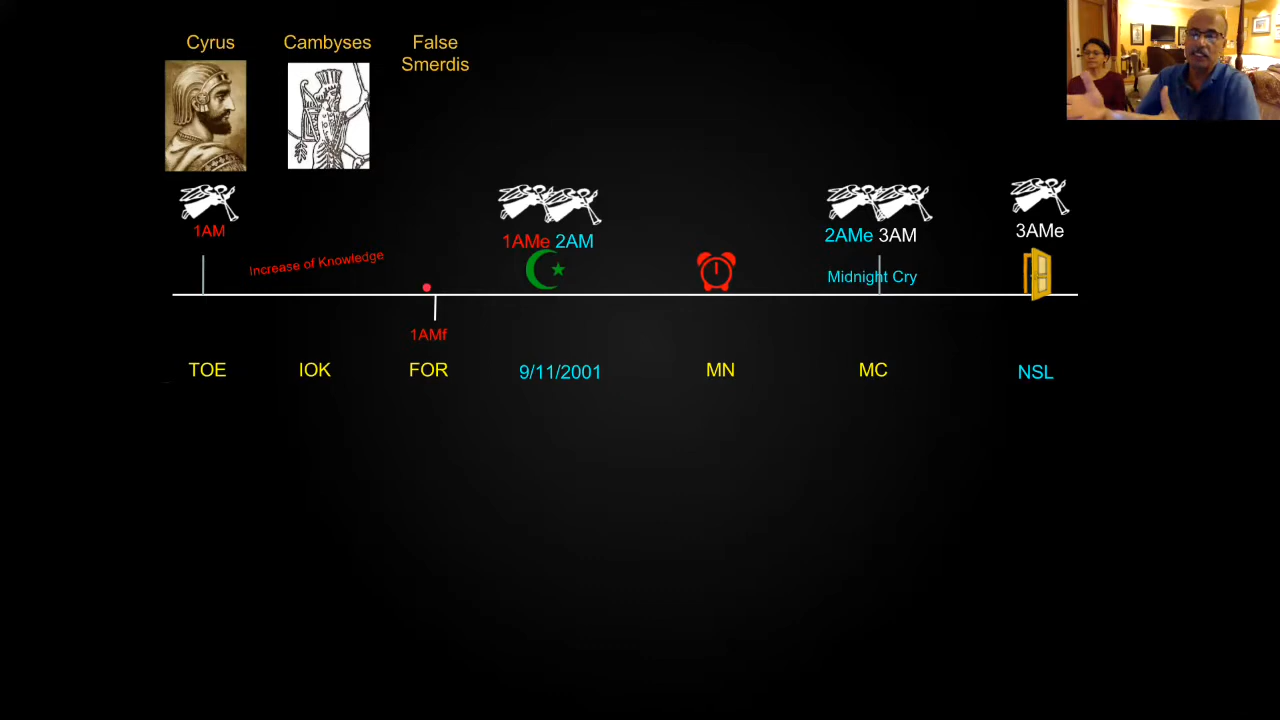 Cyrus
Cambyses
False
Smerdis
1AM
1AMe 2AM
2AMe 3AM
3AMe
Increase of Knowledge
Midnight Cry
1AMf
TOE
IOK
FOR
9/11/2001
MN
MC
NSL